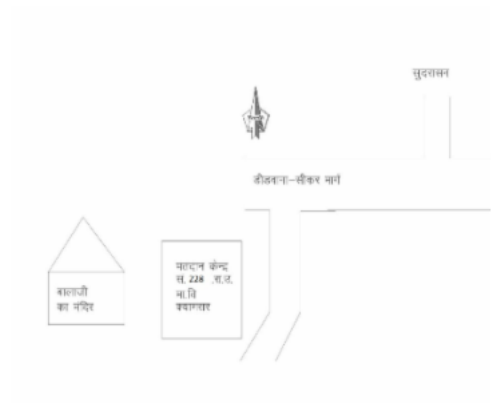 सुदरासन
डीडवाना-सीकर मार्ग
मतदान केन्द्र
सं. 228 .रा.उ.
मा.वि
बालाजी
का मंदिर